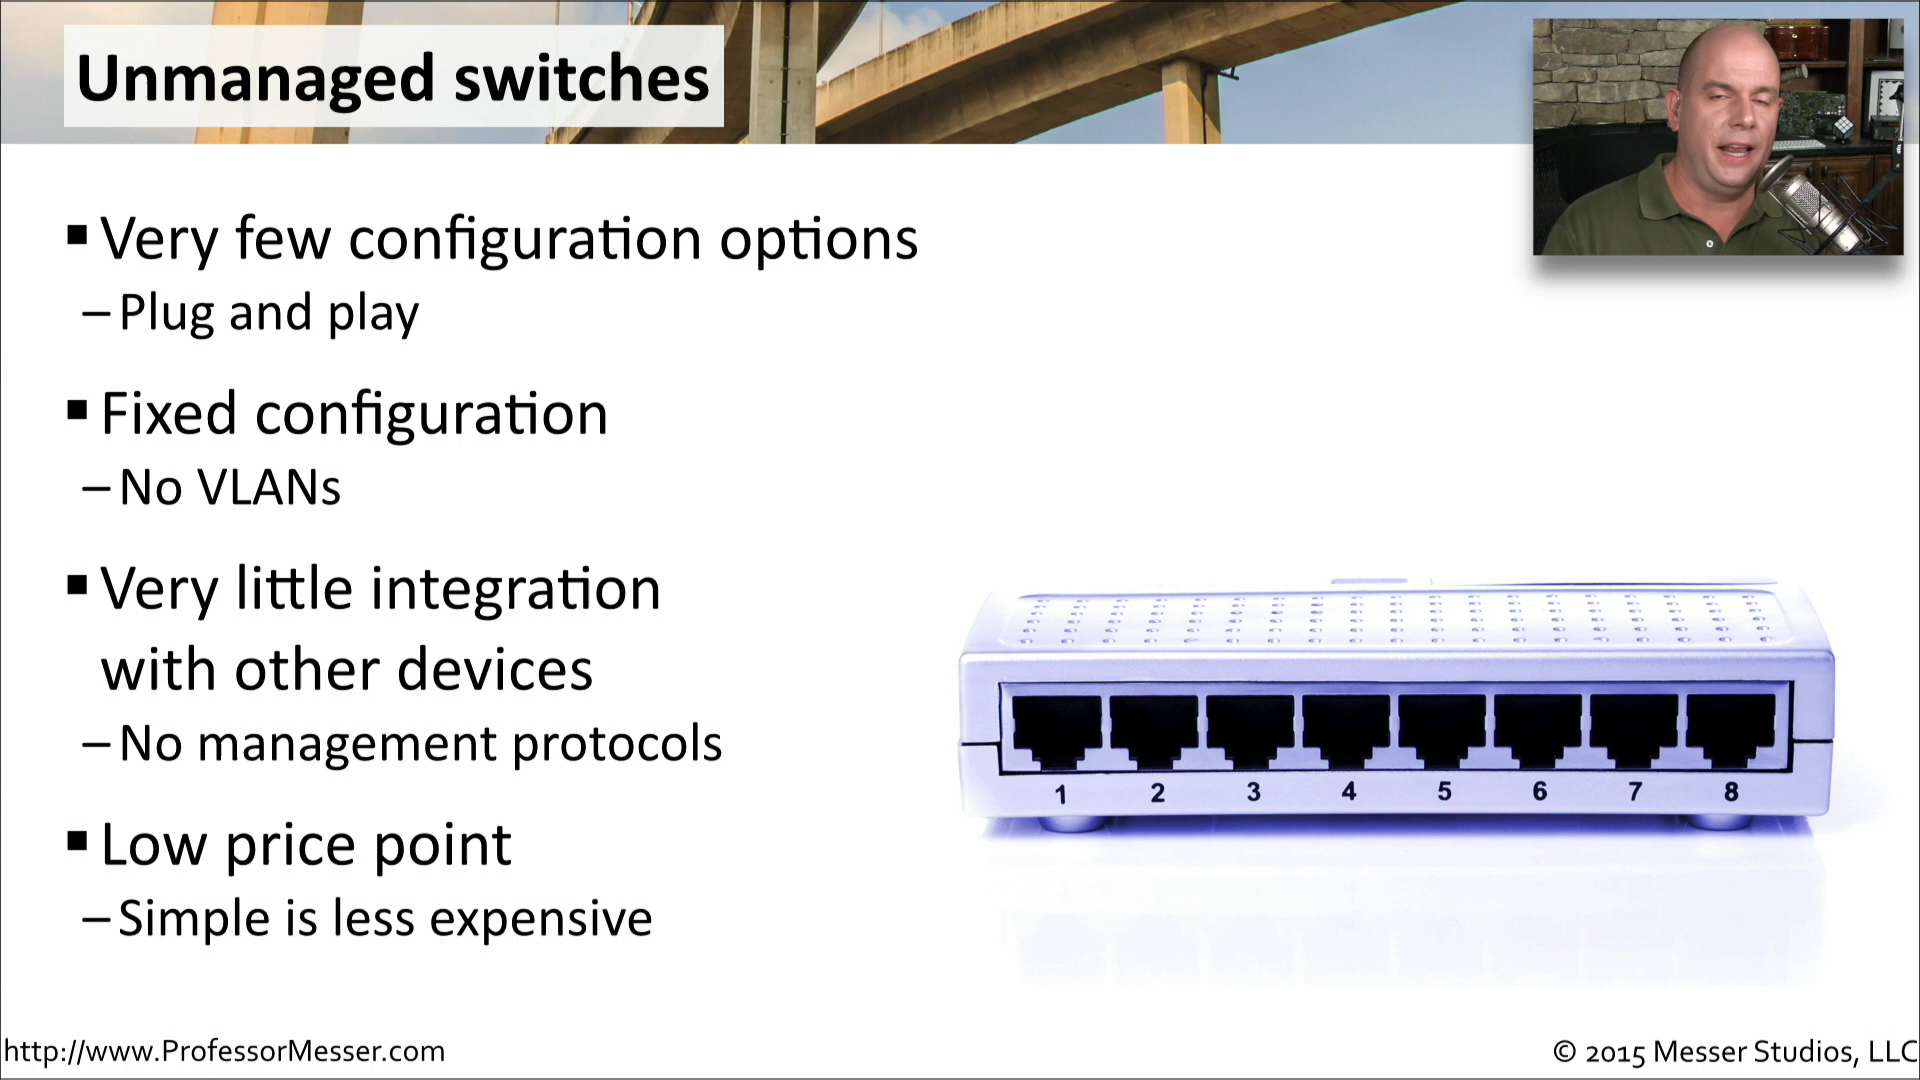 Unmanaged switches
▪ Very few configuration options
– Plug and play
▪ Fixed configuration
– No VLANs
▪ Very little integration
with other devices
– No management protocols
▪ Low price point
– Simple is less expensive
1 2 3 4 5 6 7 8
http://www.ProfessorMesser.com
© 2015 Messer Studios, LLC